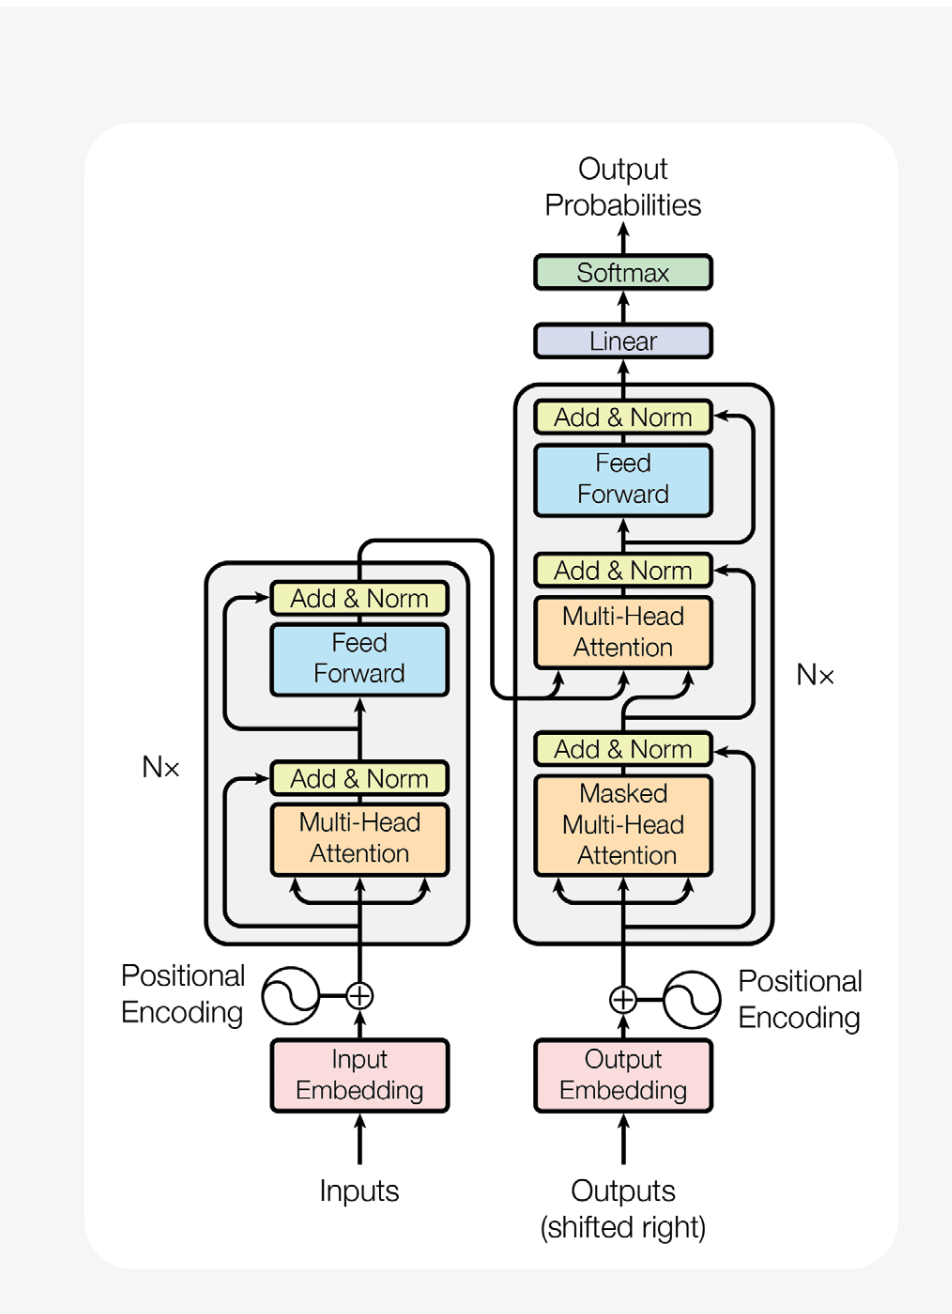 Output
Probabilities
Softmax
Linear
Add & Norm
Feed
Forward
Add & Norm
Multi-Head
Attention
Nx
Add & Norm
Masked
Multi-Head
Attention
Add & Norm
Feed
Forward
Nx
Add & Norm
Multi-Head
Attention
Positional
Encoding
Positional
Encoding
Input
Embedding
Output
Embedding
Inputs
Outputs
(shifted right)